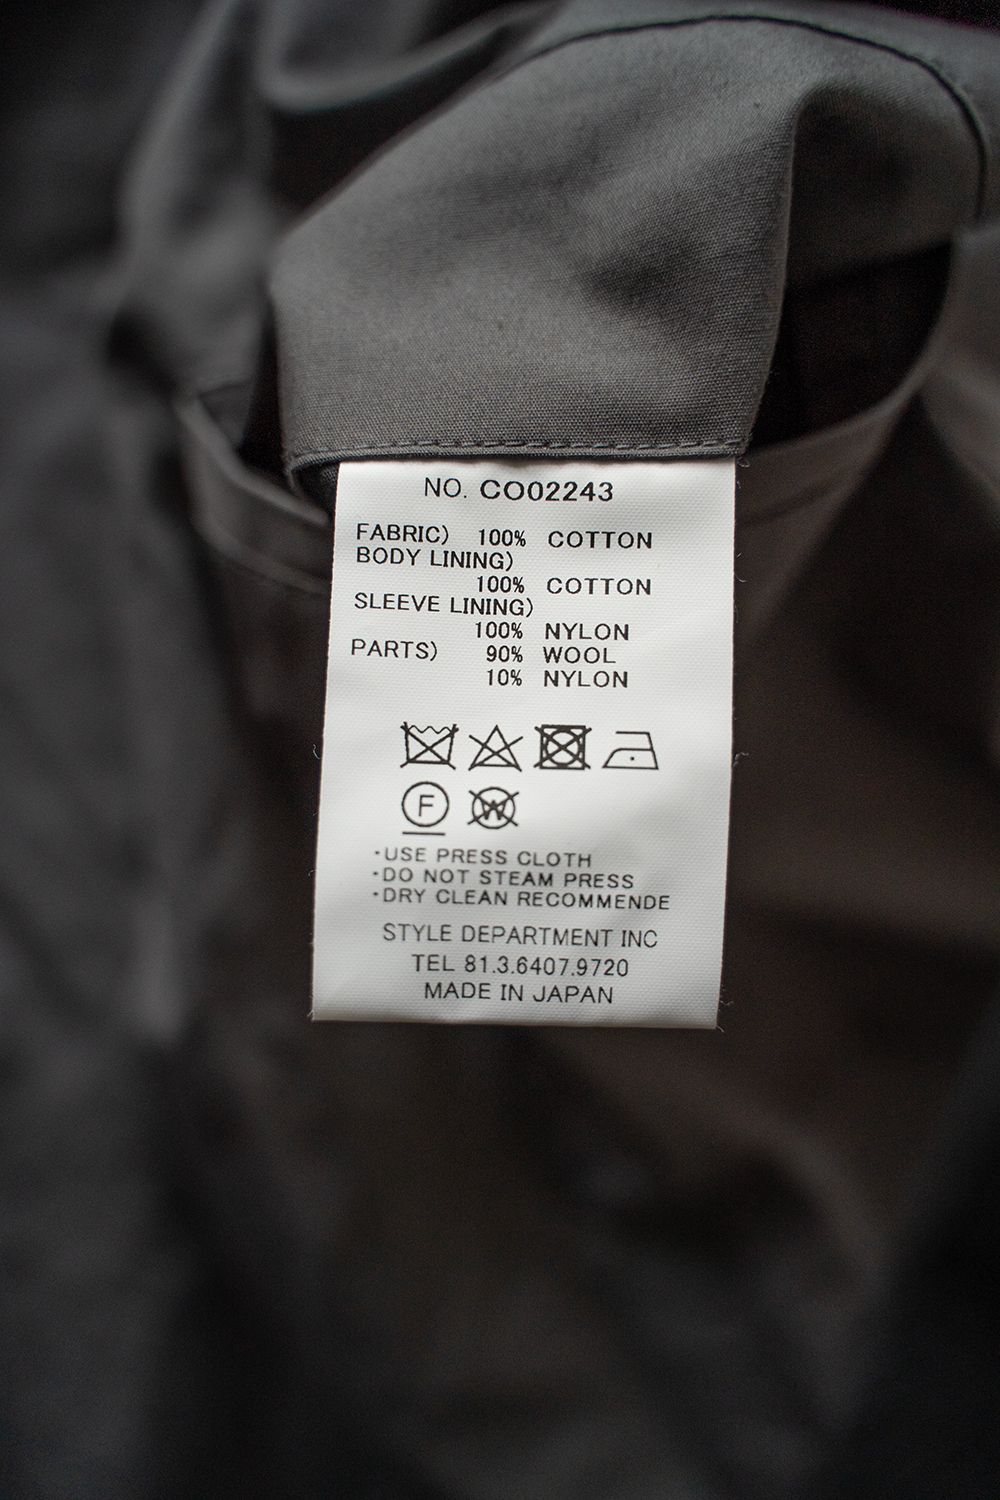 NO. CO02243
FABRIC) 100% COTTON
BODY LINING)
100% COTTON
SLEEVE LINING)
100% NYLON
PARTS) 90% WOOL
10% NYLON
F W
・USE PRESS CLOTH
・DO NOT STEAM PRESS
・DRY CLEAN RECOMMENDE
STYLE DEPARTMENT INC
TEL 81.3.6407.9720
MADE IN JAPAN